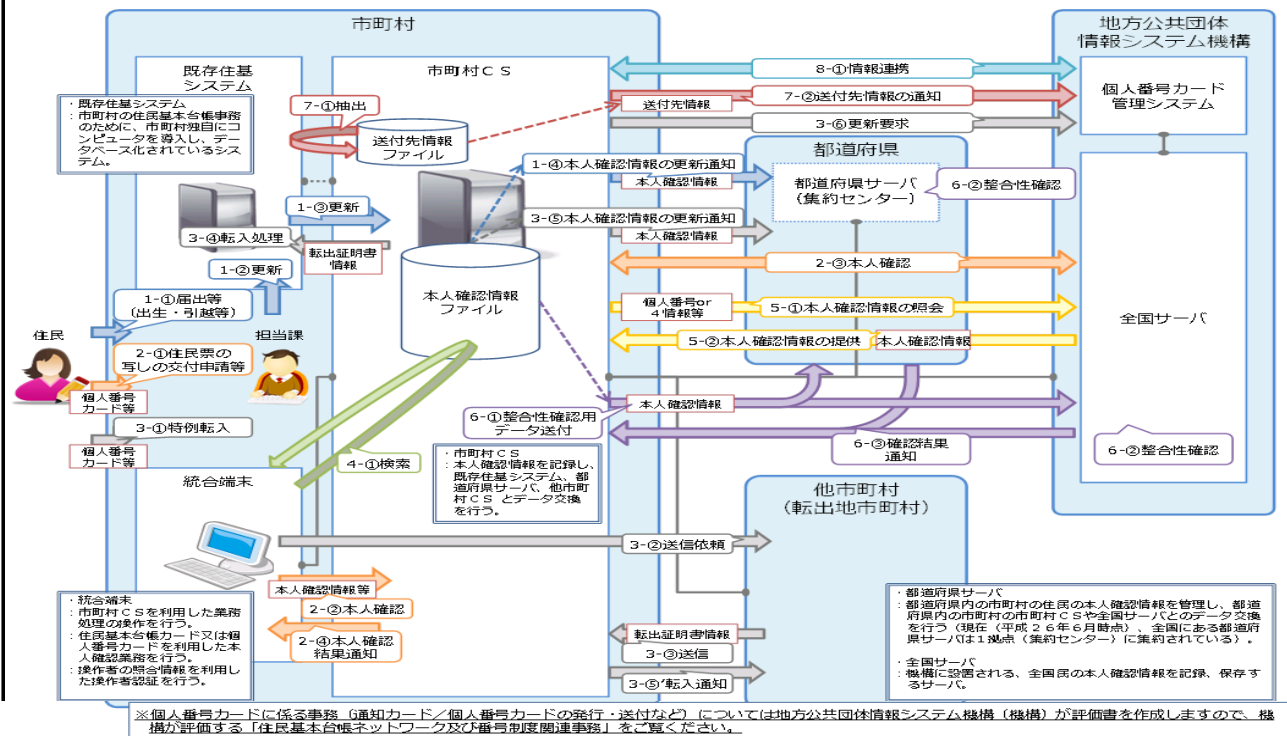 市町村
地方公共団体
情報システム機構
既存住基
システム
市町村ＣＳ
8-①情報連携
個人番号カード
管理システム
・既存住基システム
：市町村の住民基本台帳事務
のために、市町村独自にコ
ンピュータを導入し、デー
タベース化されているシス
テム。
7-①抽出
送付先情報
7-②送付先情報の通知
送付先情報
ファイル
3-⑥更新要求
都道府県
1-④本人確認情報の更新通知
本人確認情報
都道府県サーバ
（集約センター）
6-②整合性確認
1-③更新
3-⑤本人確認情報の更新通知
本人確認情報
3-④転入処理
転出証明書
情報
1-②更新
2-③本人確認
本人確認情報
ファイル
1-①届出等
（出生・引越等）
個人番号or
4情報等
5-①本人確認情報の照会
全国サーバ
住民
担当課
5-②本人確認情報の提供
本人確認情報
2-①住民票の
写しの交付申請等
個人番号
カード等
本人確認情報
6-①整合性確認用
データ送付
3-①特例転入
個人番号
カード等
6-③確認結果
通知
6-②整合性確認
4-①検索
・市町村ＣＳ
：本人確認情報を記録し、
既存住基システム、都
道府県サーバ、他市町
村ＣＳ とデータ交換
を行う。
統合端末
他市町村
（転出地市町村）
3-②送信依頼
本人確認情報等
2-②本人確認
2-④本人確認
結果通知
転出証明書情報
3-③送信
3-⑤’転入通知
・統合端末
：市町村ＣＳを利用した業務
処理の操作を行う。
：住民基本台帳カード又は個
人番号カードを利用した本
人確認業務を行う。
：操作者の照合情報を利用し
た操作者認証を行う。
・都道府県サーバ
：都道府県内の市町村の住民の本人確認情報を管理し、都道
府県内の市町村の市町村ＣＳや全国サーバとのデータ交換
を行う（現在（平成２６年６月時点）、全国にある都道府
県サーバは１拠点（集約センター）に集約されている）。
・全国サーバ
：機構に設置される、全国民の本人確認情報を記録、保存す
るサーバ。
※個人番号カードに係る事務（通知カード／個人番号カードの発行・送付など）については地方公共団体情報システム機構（機構）が評価書を作成しますので、機
構が評価する「住民基本台帳ネットワーク及び番号制度関連事務」をご覧ください。